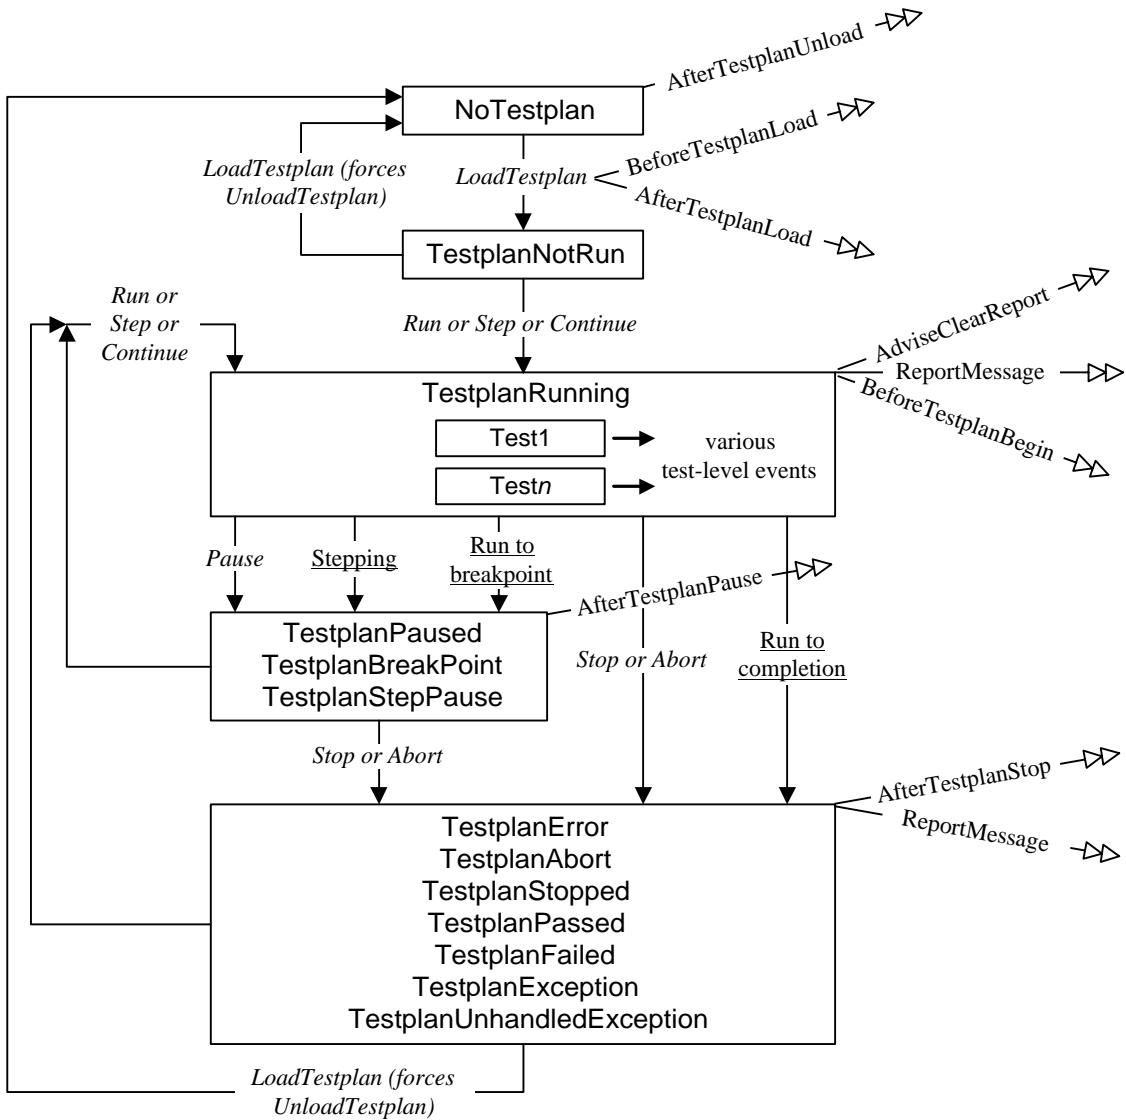 AfterTestplanUnload
NoTestplan
BeforeTestplanLoad
LoadTestplan (forces
UnloadTestplan)
LoadTestplan
AfterTestplanLoad
TestplanNotRun
Run or
Step or
Continue
Run or Step or Continue
AdviseClearReport
ReportMessage
BeforeTestplanBegin
TestplanRunning
Test1
Testn
various
test-level events
Pause
Stepping
Run to
breakpoint
AfterTestplanPause
TestplanPaused
TestplanBreakPoint
TestplanStepPause
Stop or Abort
Run to
completion
Stop or Abort
AfterTestplanStop
ReportMessage
TestplanError
TestplanAbort
TestplanStopped
TestplanPassed
TestplanFailed
TestplanException
TestplanUnhandledException
LoadTestplan (forces
UnloadTestplan)